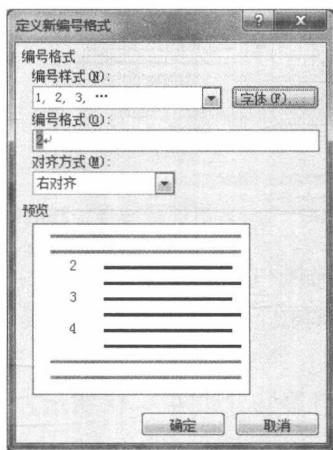 定义新编号格式
编号格式
编号样式(N):
1, 2, 3, …
字体(F)...
编号格式(O):
2
对齐方式(M):
右对齐
预览
2
3
4
确定
取消